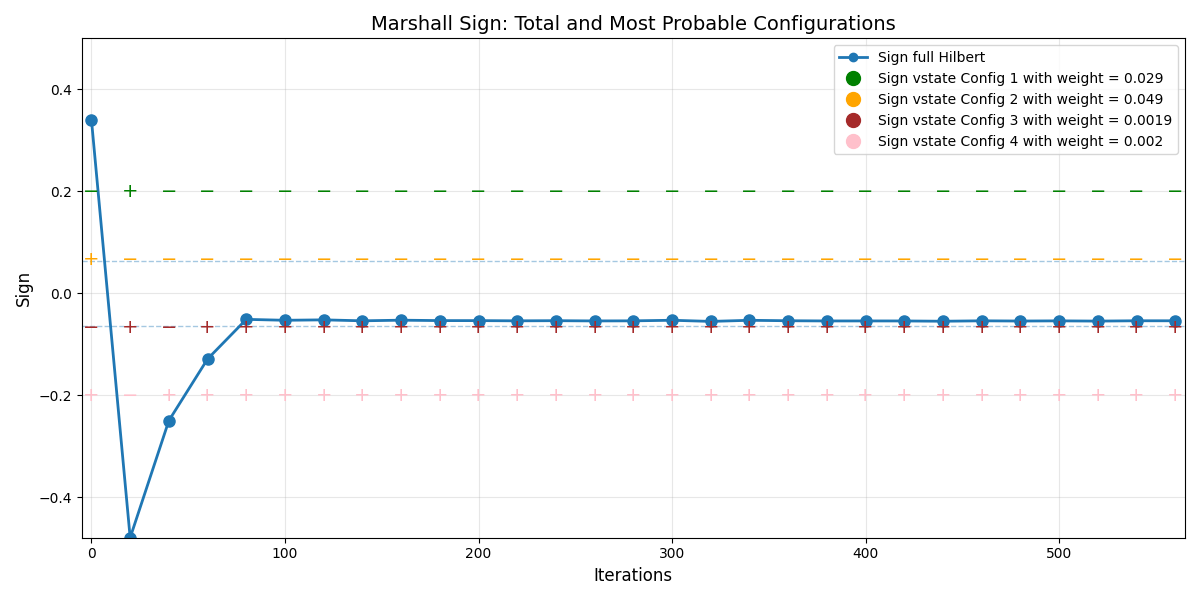 Marshall Sign: Total and Most Probable Configurations
Sign full Hilbert
Sign vstate Config 1 with weight = 0.029
Sign vstate Config 2 with weight = 0.049
Sign vstate Config 3 with weight = 0.0019
Sign vstate Config 4 with weight = 0.002
Sign
0.4
0.2
0.0
−0.2
−0.4
0 100 200 300 400 500
Iterations